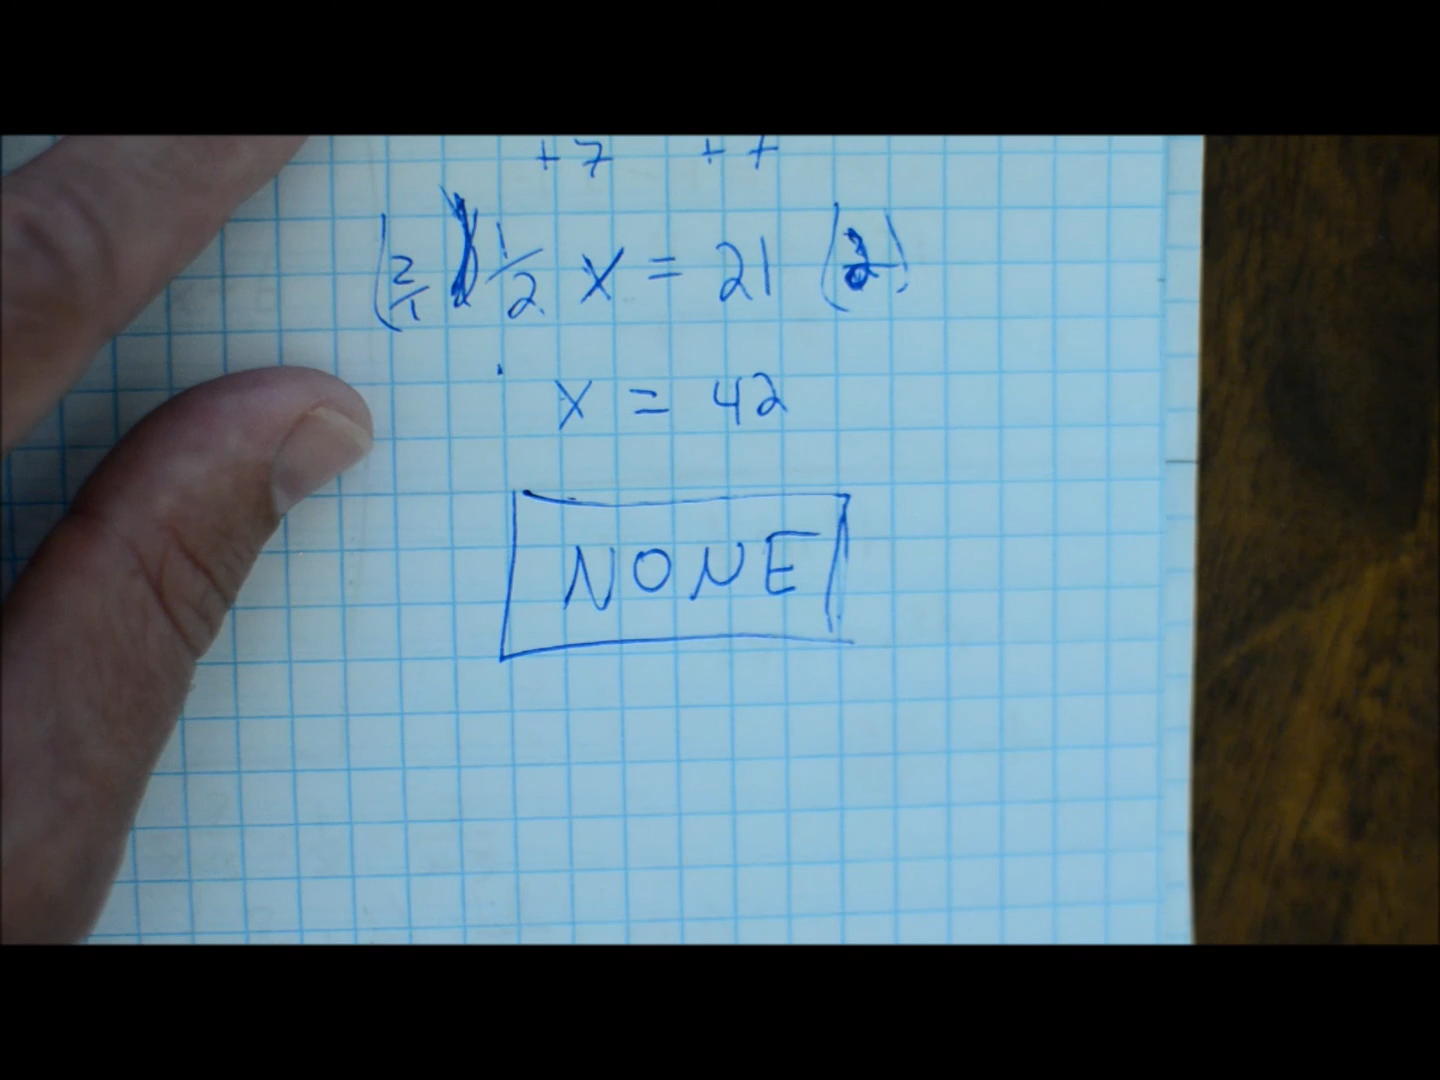 +7 +7
(2/1) 1/2 x = 21 (2)
x = 42
NONE